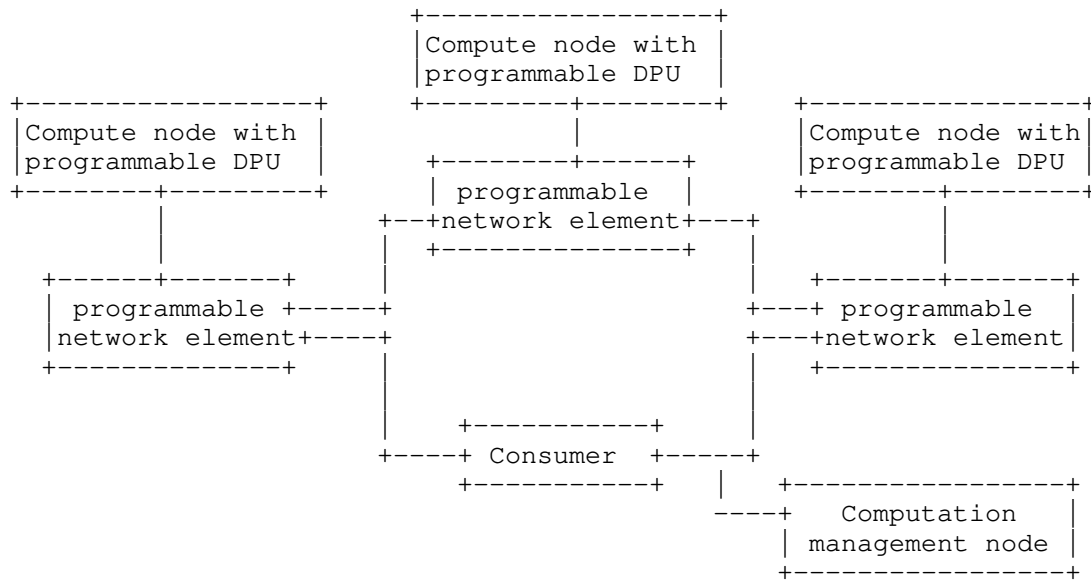 Compute node with
programmable DPU
Compute node with
programmable DPU
Compute node with
programmable DPU
programmable
network element
programmable
network element
programmable
network element
Consumer
Computation
management node